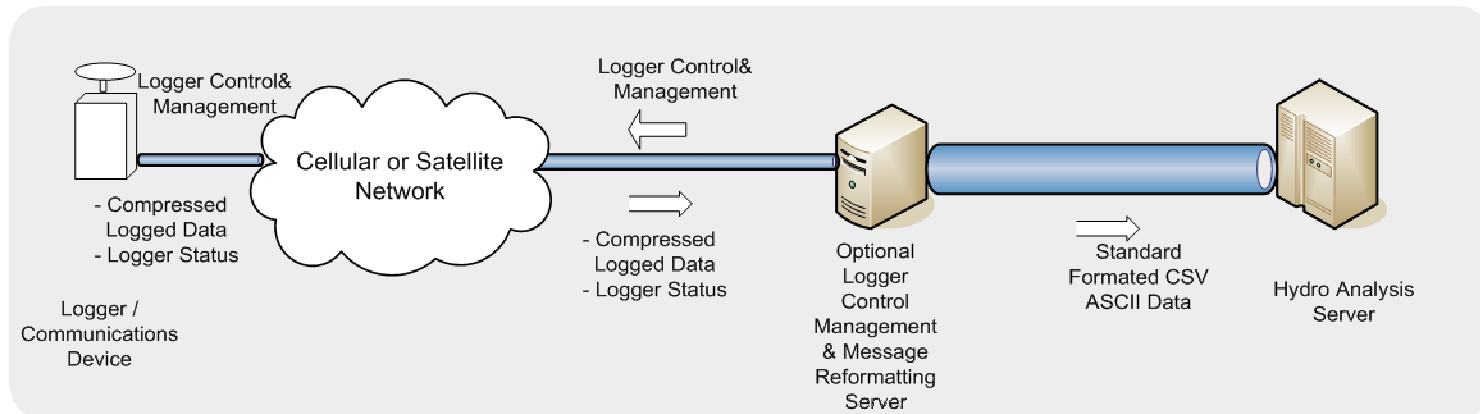 Logger Control&
Management
- Compressed
Logged Data
- Logger Status
Logger /
Communications
Device
Cellular or Satellite
Network
Logger Control&
Management
- Compressed
Logged Data
- Logger Status
Optional
Logger
Control
Management
& Message
Reformatting
Server
Standard
Formated CSV
ASCII Data
Hydro Analysis
Server